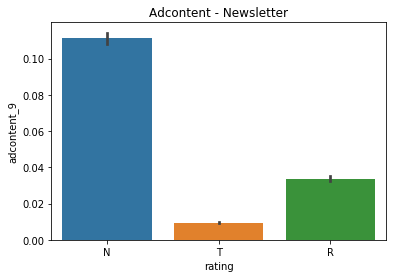 Adcontent - Newsletter
adcontent_9
0.10
0.08
0.06
0.04
0.02
0.00
N
T
R
rating